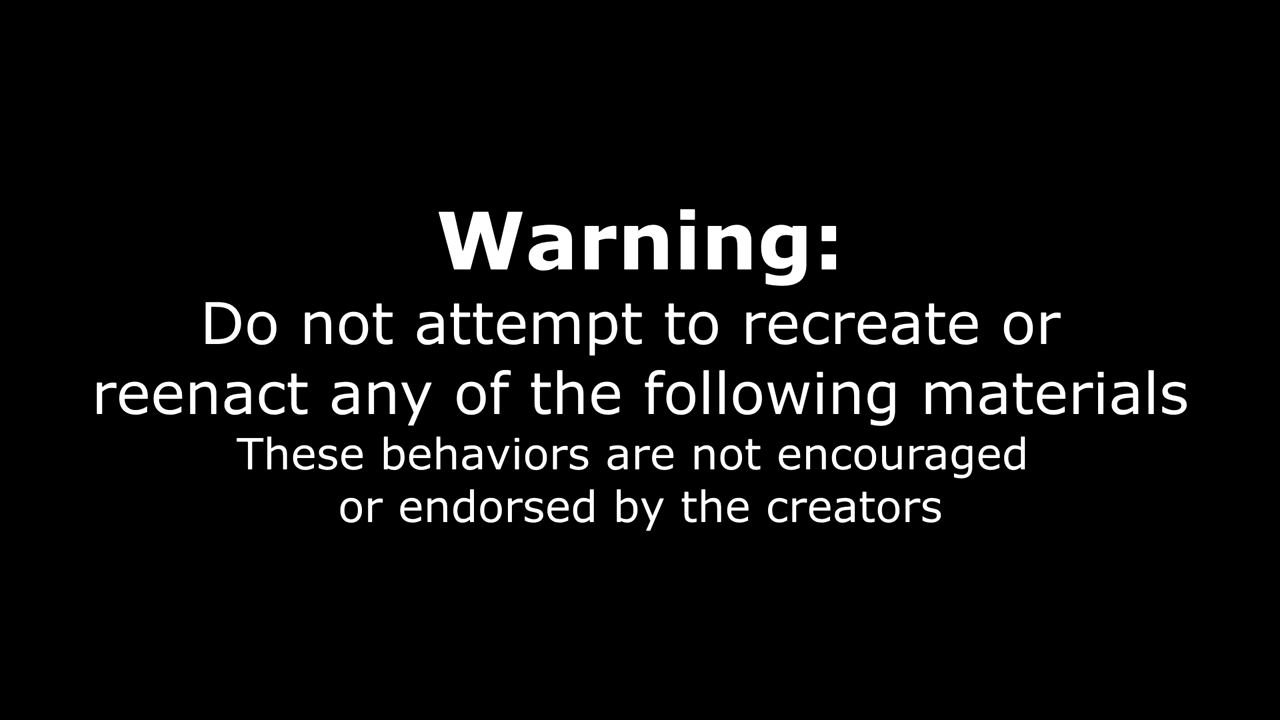 Warning:
Do not attempt to recreate or
reenact any of the following materials
These behaviors are not encouraged
or endorsed by the creators